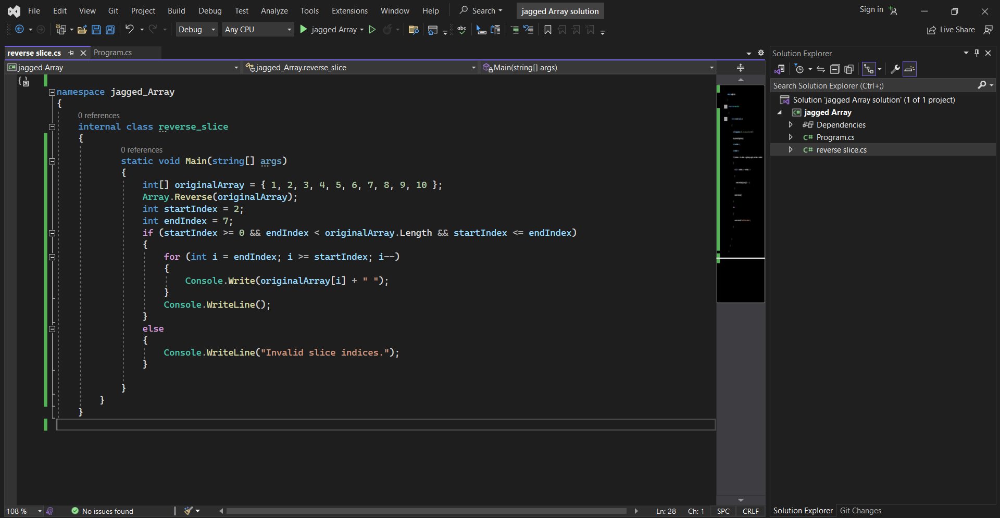 File Edit View Git Project Build Debug Test Analyze Tools Extensions Window Help Search jagged Array solution Sign in
Debug Any CPU jagged Array Live Share
reverse slice.cs Program.cs
jagged Array jagged_Array.reverse_slice Main(string[] args)
namespace jagged_Array
{
0 references
internal class reverse_slice
{
0 references
static void Main(string[] args)
{
int[] originalArray = { 1, 2, 3, 4, 5, 6, 7, 8, 9, 10 };
Array.Reverse(originalArray);
int startIndex = 2;
int endIndex = 7;
if (startIndex >= 0 && endIndex < originalArray.Length && startIndex <= endIndex)
{
for (int i = endIndex; i >= startIndex; i--)
{
Console.Write(originalArray[i] + " ");
}
Console.WriteLine();
}
else
{
Console.WriteLine("Invalid slice indices.");
}
}
}
}
108 % No issues found Ln: 28 Ch: 1 SPC CRLF
Solution Explorer
Search Solution Explorer (Ctrl+;)
Solution 'jagged Array solution' (1 of 1 project)
C# jagged Array
Dependencies
C# Program.cs
C# reverse slice.cs
Solution Explorer Git Changes